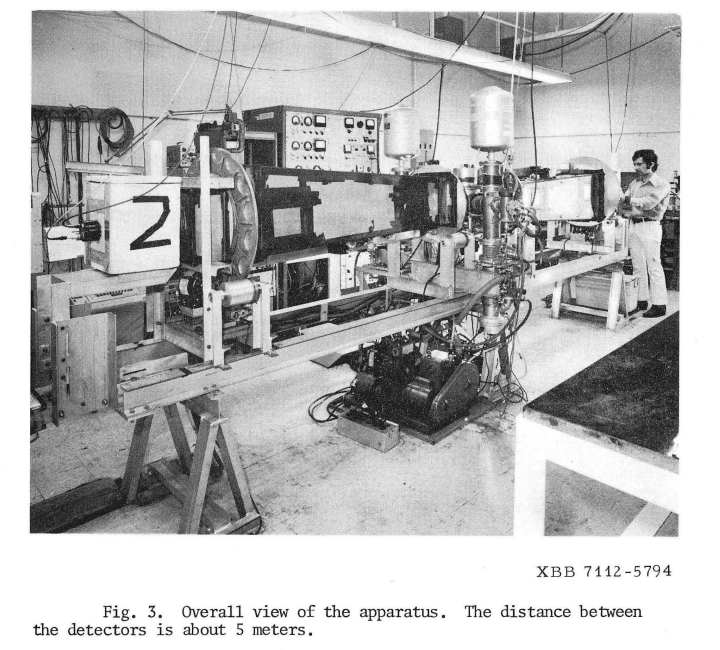 2
XBB 7112-5794
Fig. 3. Overall view of the apparatus. The distance between
the detectors is about 5 meters.